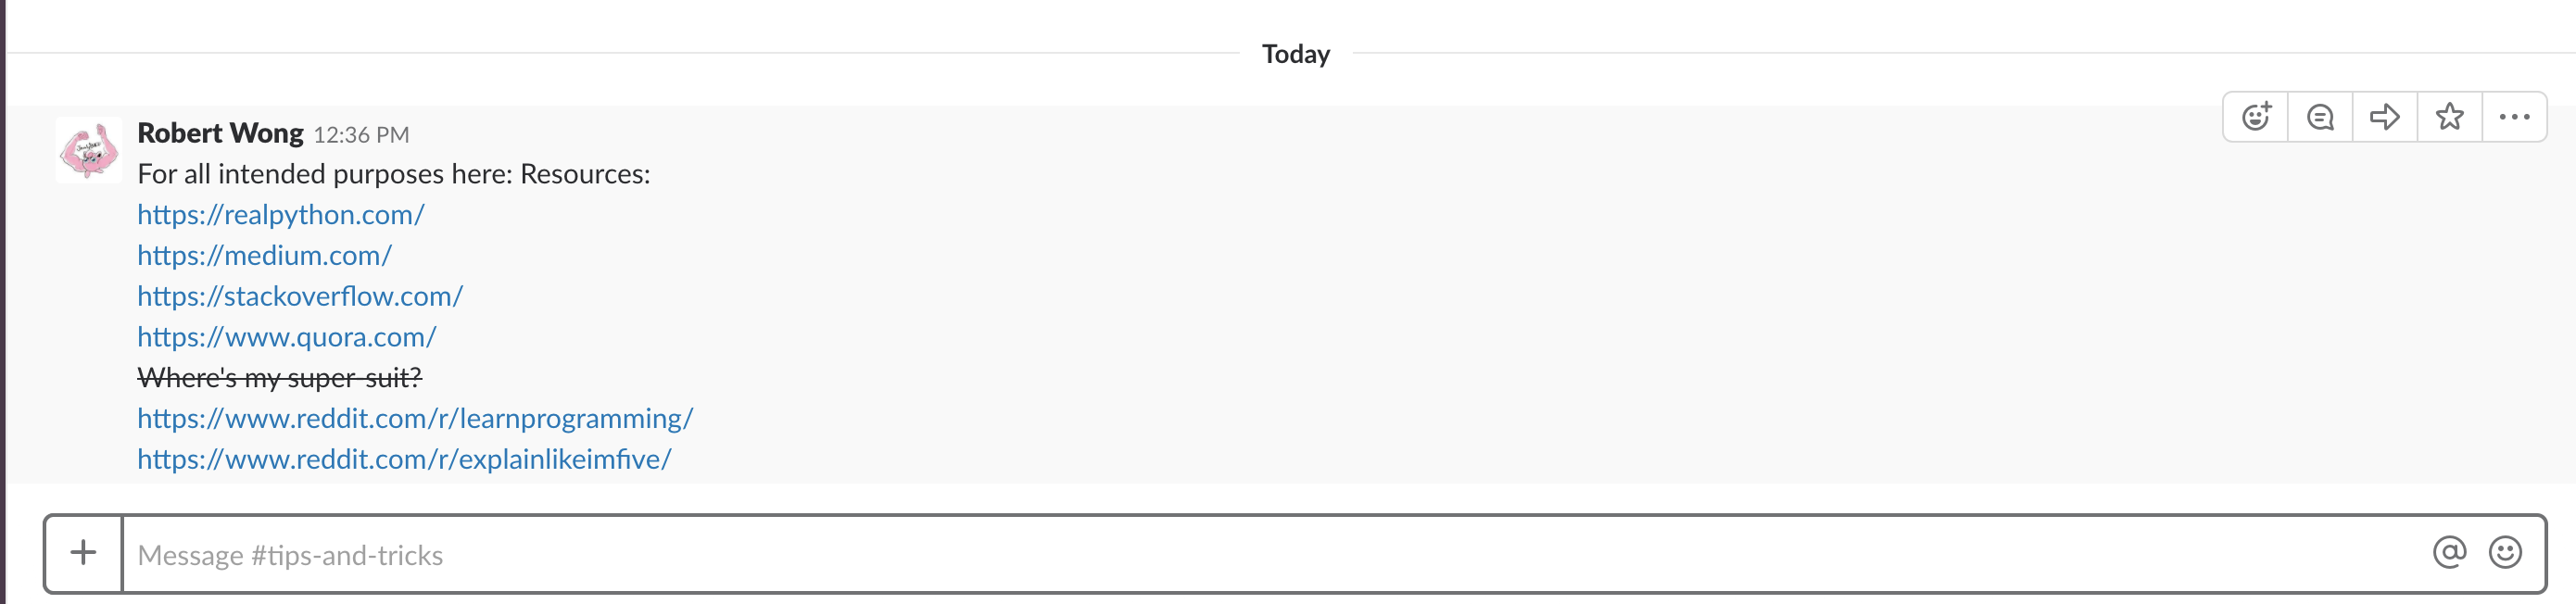 Today
Robert Wong 12:36 PM
For all intended purposes here: Resources:
https://realpython.com/
https://medium.com/
https://stackoverflow.com/
https://www.quora.com/
Where's my super-suit?
https://www.reddit.com/r/learnprogramming/
https://www.reddit.com/r/explainlikeimfive/
Message #tips-and-tricks